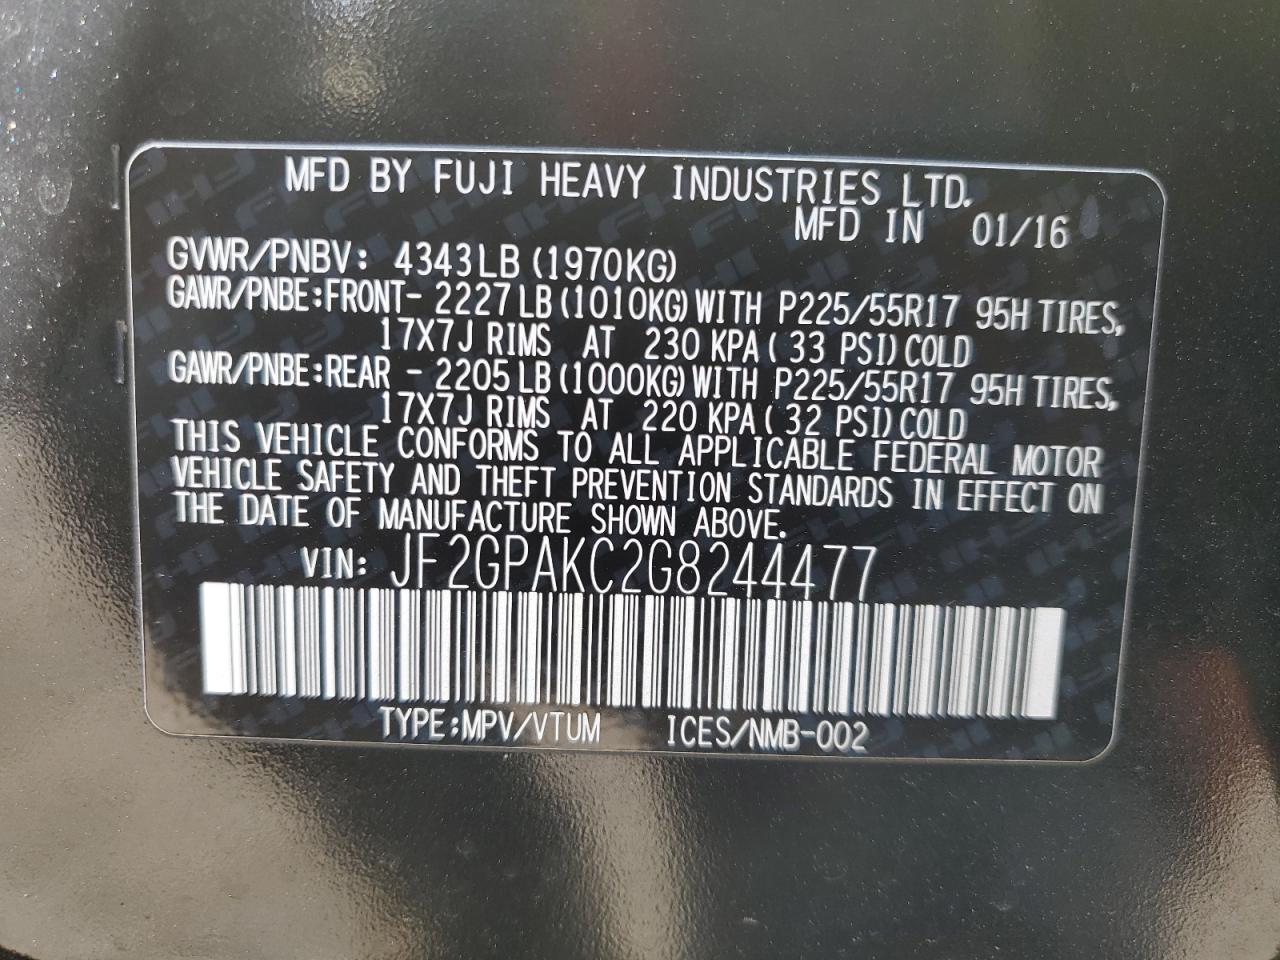 MFD BY FUJI HEAVY INDUSTRIES LTD.
MFD IN 01/16
GVWR/PNBV: 4343LB (1970KG)
GAWR/PNBE:FRONT- 2227LB (1010KG) WITH P225/55R17 95H TIRES,
17X7J RIMS AT 230 KPA ( 33 PSI) COLD
GAWR/PNBE:REAR - 2205LB (1000KG) WITH P225/55R17 95H TIRES,
17X7J RIMS AT 220 KPA ( 32 PSI) COLD
THIS VEHICLE CONFORMS TO ALL APPLICABLE FEDERAL MOTOR
VEHICLE SAFETY AND THEFT PREVENTION STANDARDS IN EFFECT ON
THE DATE OF MANUFACTURE SHOWN ABOVE.
VIN: JF2GPAKC2G8244477
TYPE:MPV/VTUM ICES/NMB-002